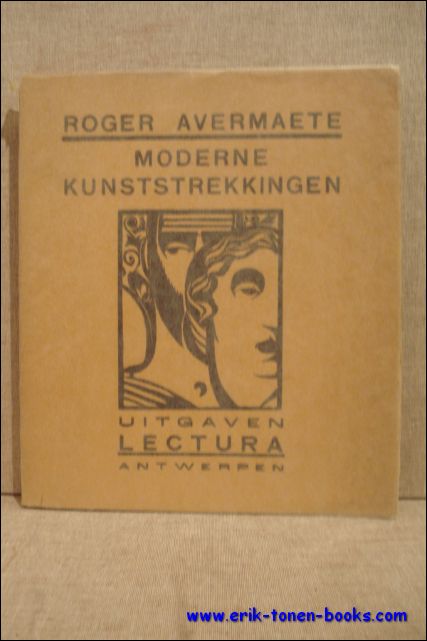 ROGER AVERMAETE
MODERNE
KUNSTSTREKKINGEN
UITGAVEN
LECTURA
ANTWERPEN
www.erik-tonen-books.com